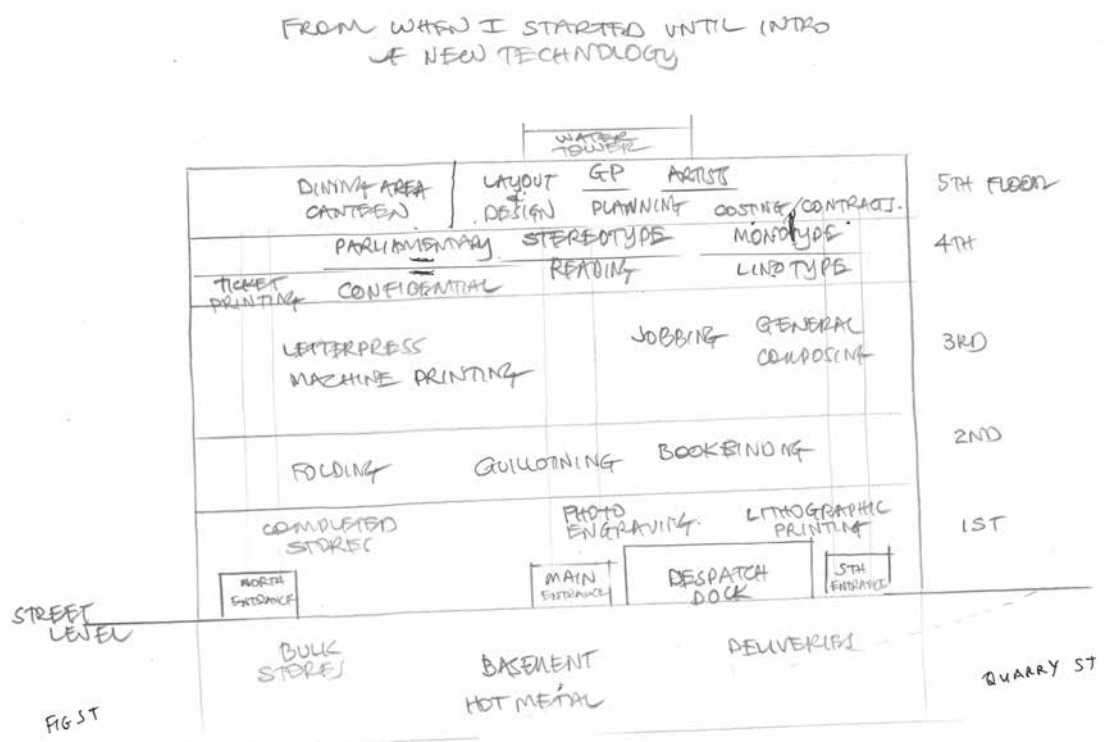 FROM WHEN I STARTED UNTIL INTRO
OF NEW TECHNOLOGY
WATER
TOWER
DINING AREA
CANTEEN
LAYOUT
&
DESIGN
GP
PLANNING
ARTISTS
COSTING/CONTRACTS.
5TH FLOOR
PARLIAMENTARY
STEREOTYPE
MONOTYPE
4TH
TICKET
PRINTING
CONFIDENTIAL
READING
LINOTYPE
LETTERPRESS
MACHINE PRINTING
JOBBING
GENERAL
COMPOSING
3RD
FOLDING
GUILLOTINING
BOOKBINDING
2ND
COMPLETED
STORES
PHOTO
ENGRAVING.
LITHOGRAPHIC
PRINTING
1ST
NORTH
ENTRANCE
MAIN
ENTRANCE
DESPATCH
DOCK
5TH
ENTRANCE
STREET
LEVEL
BULK
STORES
BASEMENT
HOT METAL
DELIVERIES
FIG ST
QUARRY ST